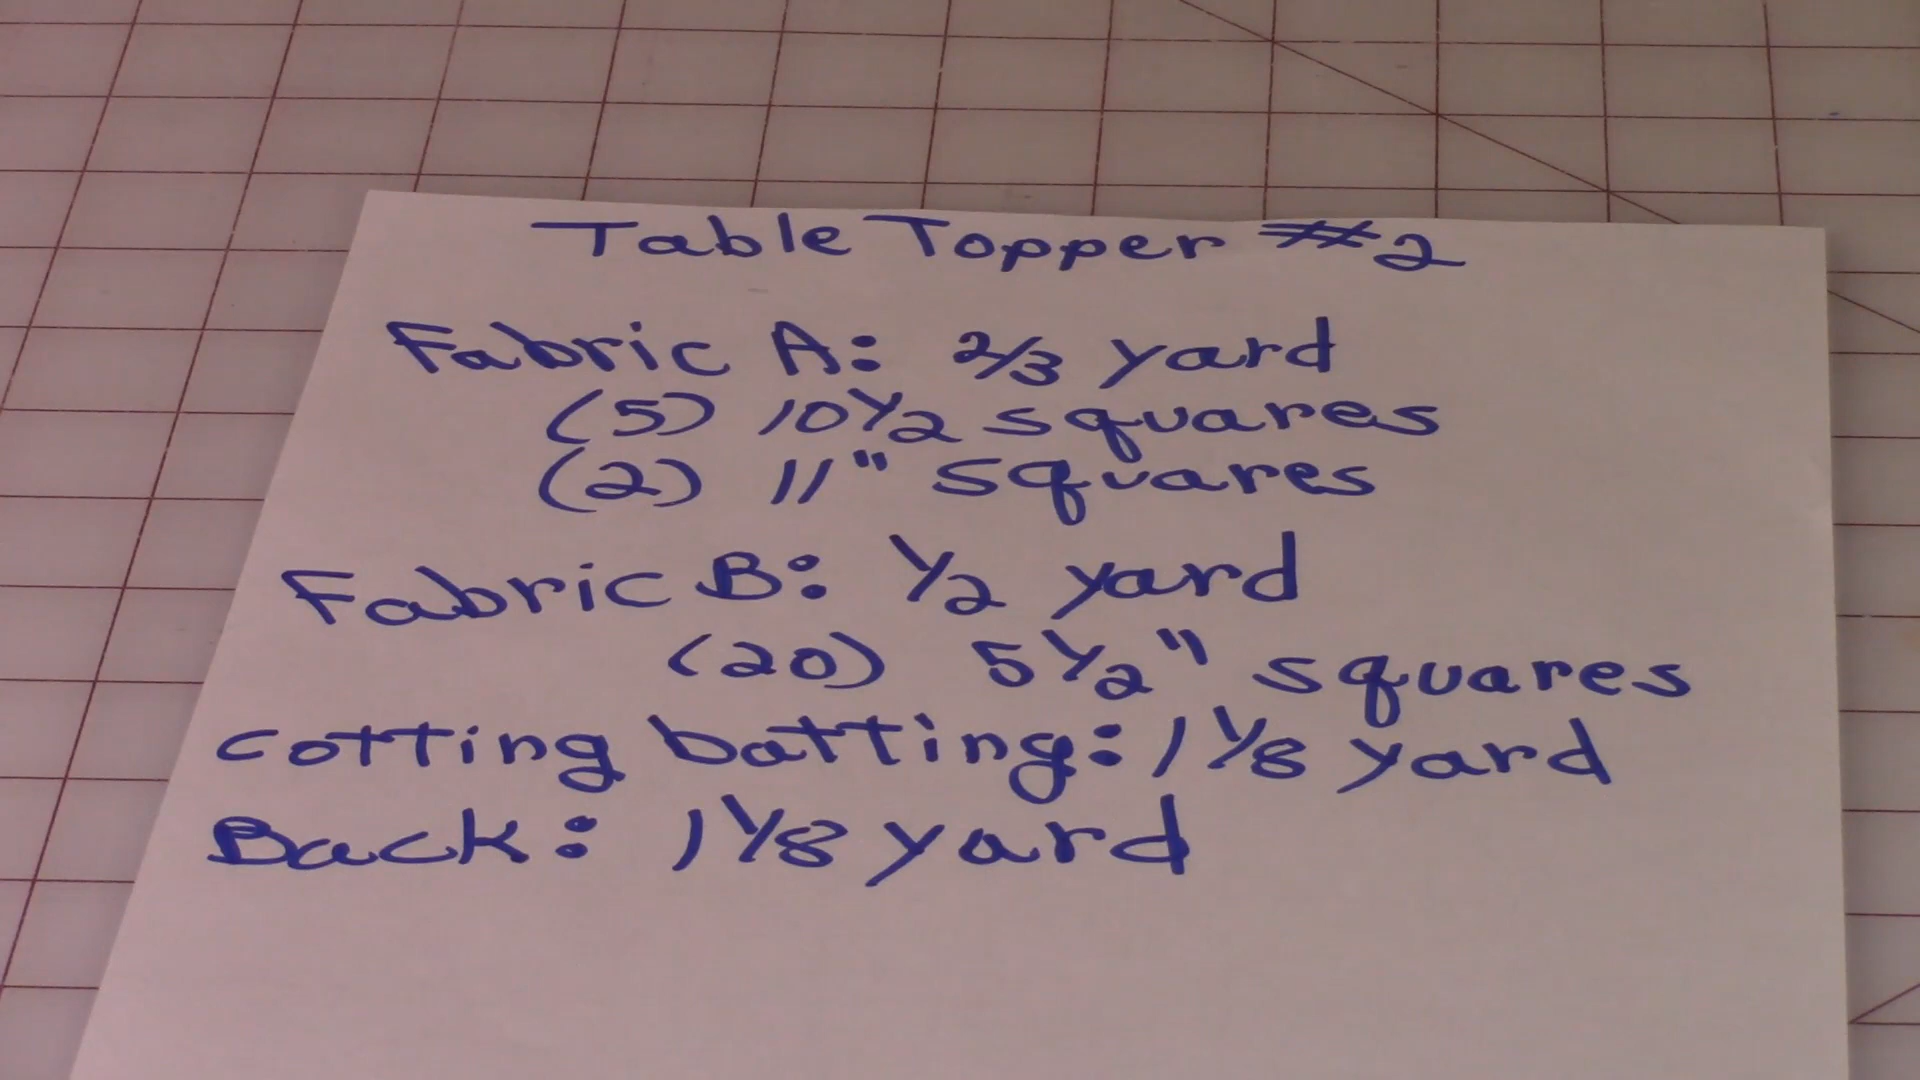 Table Topper #2
Fabric A: 2/3 yard
(5) 10 1/2 squares
(2) 11" squares
Fabric B: 1/2 yard
(20) 5 1/2" squares
cotting batting: 1 1/8 yard
Back: 1 1/8 yard